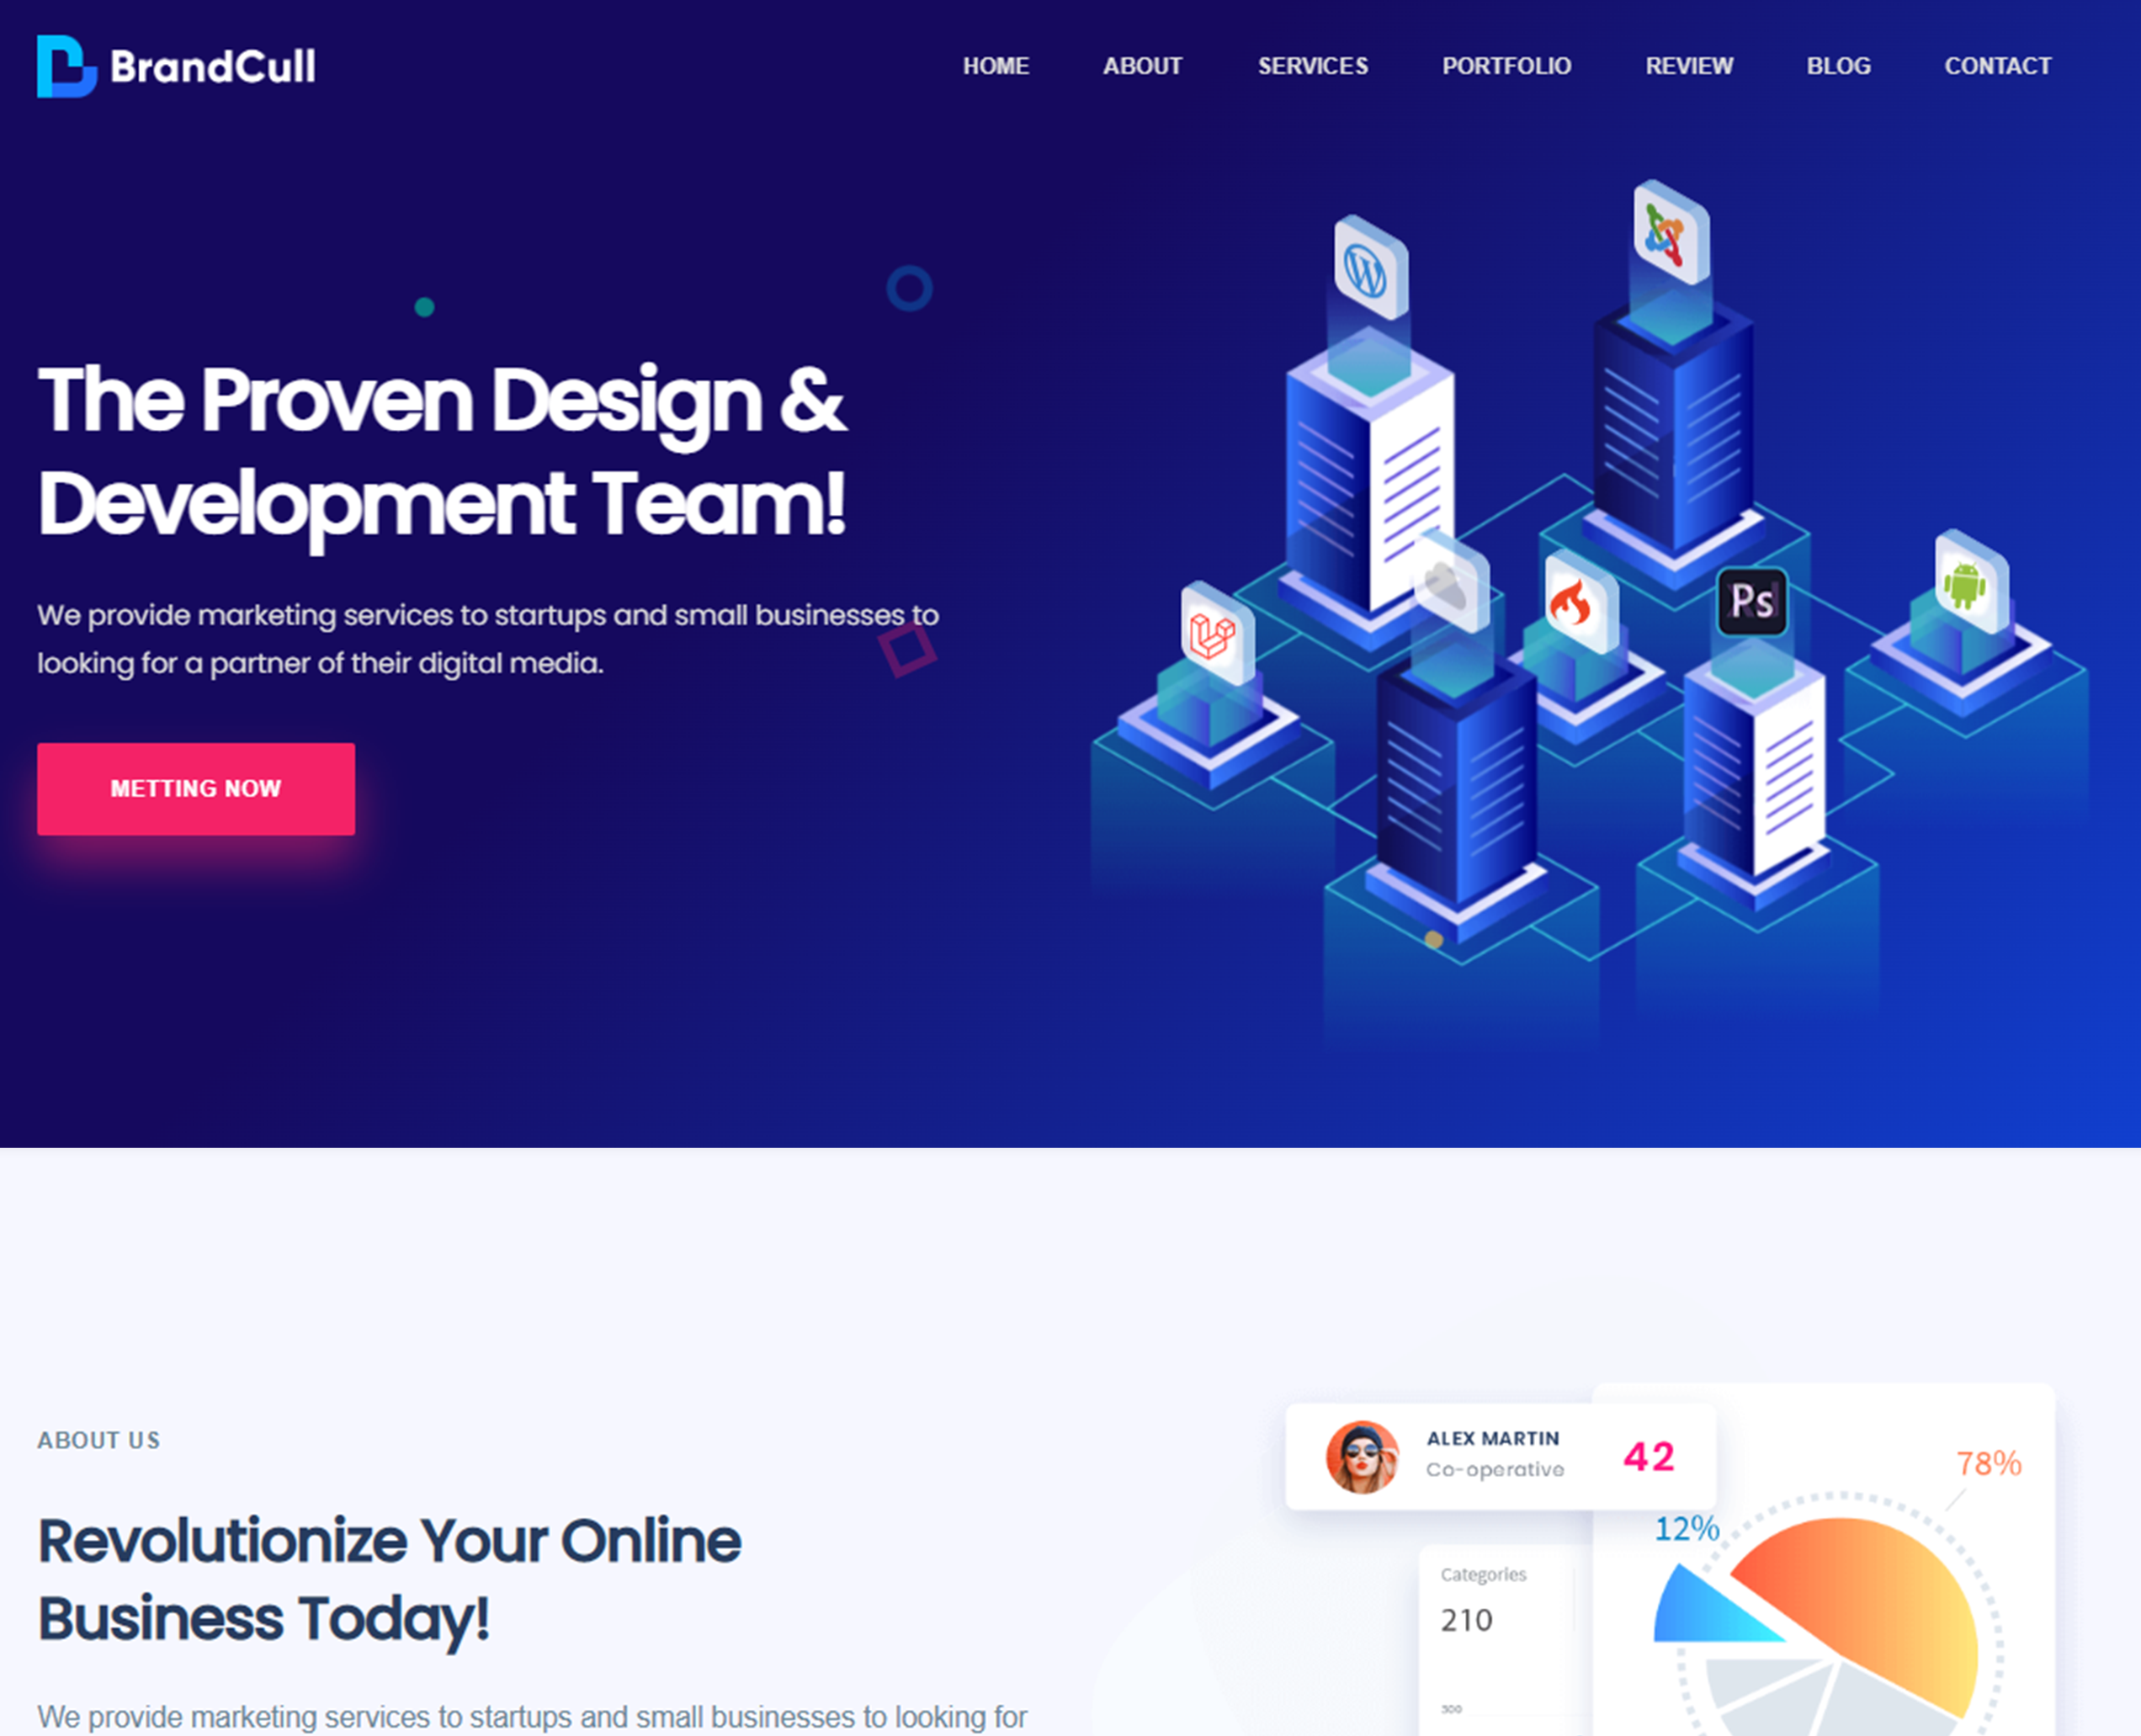 BrandCull
HOME ABOUT SERVICES PORTFOLIO REVIEW BLOG CONTACT
The Proven Design &
Development Team!
We provide marketing services to startups and small businesses to
looking for a partner of their digital media.
METTING NOW
Ps
ABOUT US
Revolutionize Your Online
Business Today!
We provide marketing services to startups and small businesses to looking for
ALEX MARTIN
Co-operative
42
78%
12%
Categories
210
300